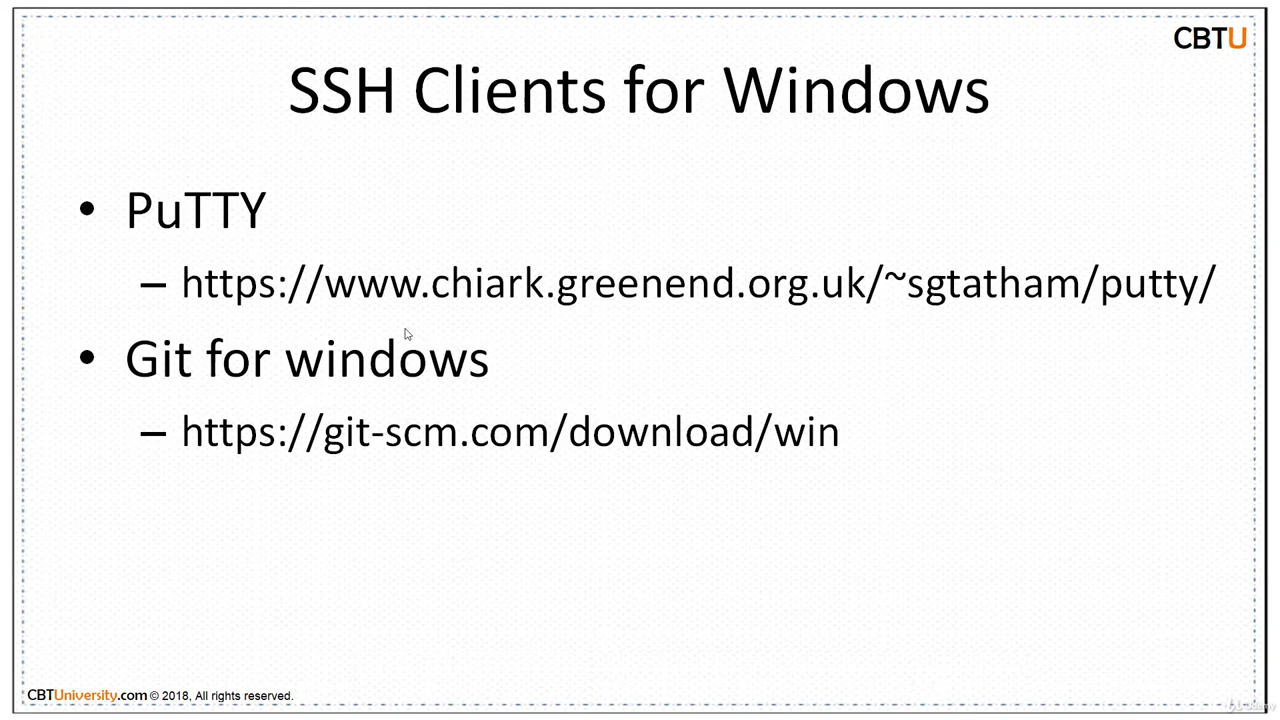 CBTU
SSH Clients for Windows
• PuTTY
– https://www.chiark.greenend.org.uk/~sgtatham/putty/
• Git for windows
– https://git-scm.com/download/win
CBTUniversity.com © 2018, All rights reserved.